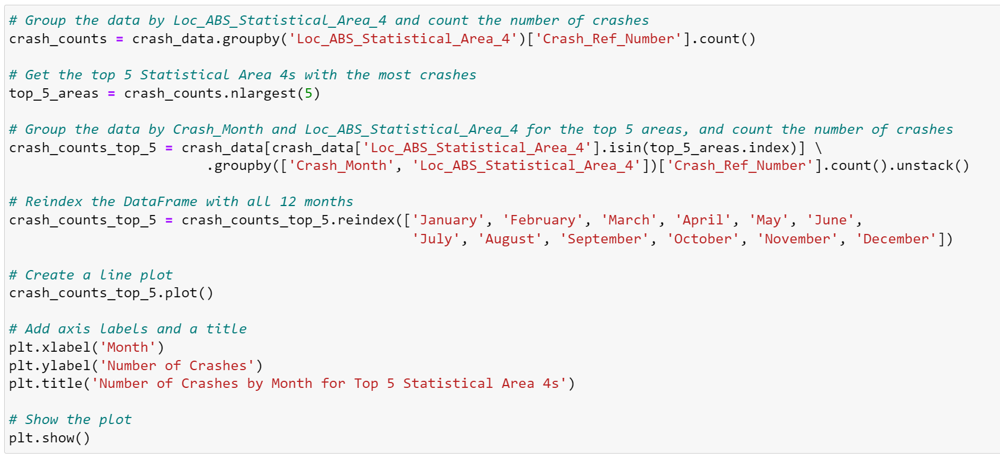 # Group the data by Loc_ABS_Statistical_Area_4 and count the number of crashes
crash_counts = crash_data.groupby('Loc_ABS_Statistical_Area_4')['Crash_Ref_Number'].count()
# Get the top 5 Statistical Area 4s with the most crashes
top_5_areas = crash_counts.nlargest(5)
# Group the data by Crash_Month and Loc_ABS_Statistical_Area_4 for the top 5 areas, and count the number of crashes
crash_counts_top_5 = crash_data[crash_data['Loc_ABS_Statistical_Area_4'].isin(top_5_areas.index)] \
.groupby(['Crash_Month', 'Loc_ABS_Statistical_Area_4'])['Crash_Ref_Number'].count().unstack()
# Reindex the DataFrame with all 12 months
crash_counts_top_5 = crash_counts_top_5.reindex(['January', 'February', 'March', 'April', 'May', 'June',
'July', 'August', 'September', 'October', 'November', 'December'])
# Create a line plot
crash_counts_top_5.plot()
# Add axis labels and a title
plt.xlabel('Month')
plt.ylabel('Number of Crashes')
plt.title('Number of Crashes by Month for Top 5 Statistical Area 4s')
# Show the plot
plt.show()